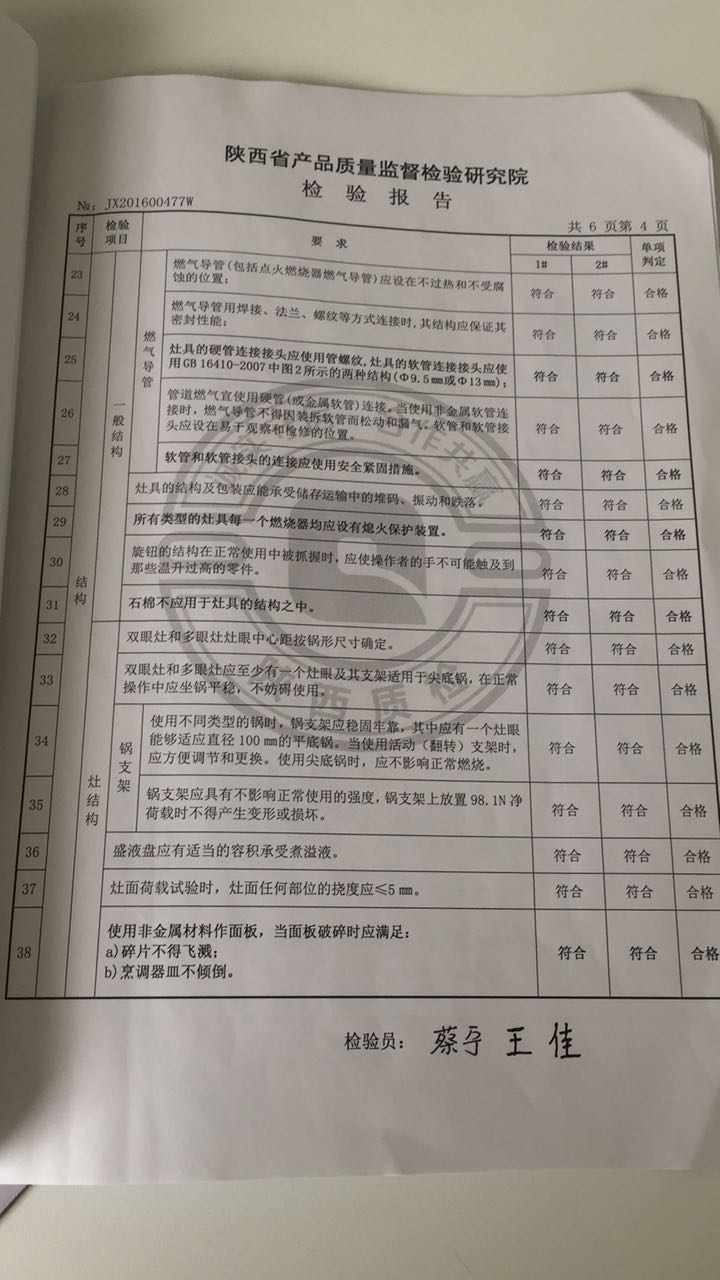 陕西省产品质量监督检验研究院
检 验 报 告
№: JX201600477W
共 6 页第 4 页
序号 检验项目 要 求 检验结果 单项判定
1# 2#
结构
一般结构
燃气导管
23 燃气导管(包括点火燃烧器燃气导管)应设在不过热和不受腐
蚀的位置; 符合 符合 合格
24 燃气导管用焊接、法兰、螺纹等方式连接时,其结构应保证其
密封性能; 符合 符合 合格
25 灶具的硬管连接接头应使用管螺纹,灶具的软管连接接头应使
用GB 16410-2007中图2所示的两种结构(Φ9.5㎜或Φ13㎜); 符合 符合 合格
26 管道燃气宜使用硬管(或金属软管)连接。当使用非金属软管连
接时,燃气导管不得因装拆软管而松动和漏气。软管和软管接
头应设在易于观察和检修的位置。 符合 符合 合格
27 软管和软管接头的连接应使用安全紧固措施。 符合 符合 合格
28 灶具的结构及包装应能承受储存运输中的堆码、振动和跌落。 符合 符合 合格
29 所有类型的灶具每一个燃烧器均应设有熄火保护装置。 符合 符合 合格
30 旋钮的结构在正常使用中被抓握时,应使操作者的手不可能触及到
那些温升过高的零件。 符合 符合 合格
31 石棉不应用于灶具的结构之中。 符合 符合 合格
灶结构
32 双眼灶和多眼灶灶眼中心距按锅形尺寸确定。 符合 符合 合格
33 双眼灶和多眼灶应至少有一个灶眼及其支架适用于尖底锅,在正常
操作中应坐锅平稳,不妨碍使用。 符合 符合 合格
锅支架
34 使用不同类型的锅时,锅支架应稳固牢靠,其中应有一个灶眼
能够适应直径 100 ㎜的平底锅。当使用活动（翻转）支架时,
应方便调节和更换。使用尖底锅时、应不影响正常燃烧。 符合 符合 合格
35 锅支架应具有不影响正常使用的强度,锅支架上放置 98.1N 净
荷载时不得产生变形或损坏。 符合 符合 合格
36 盛液盘应有适当的容积承受煮溢液。 符合 符合 合格
37 灶面荷载试验时,灶面任何部位的挠度应≤5 ㎜。 符合 符合 合格
38 使用非金属材料作面板，当面板破碎时应满足:
a)碎片不得飞溅;
b)烹调器皿不倾倒。 符合 符合 合格
检验员: 蔡宇 王佳
陕西质检